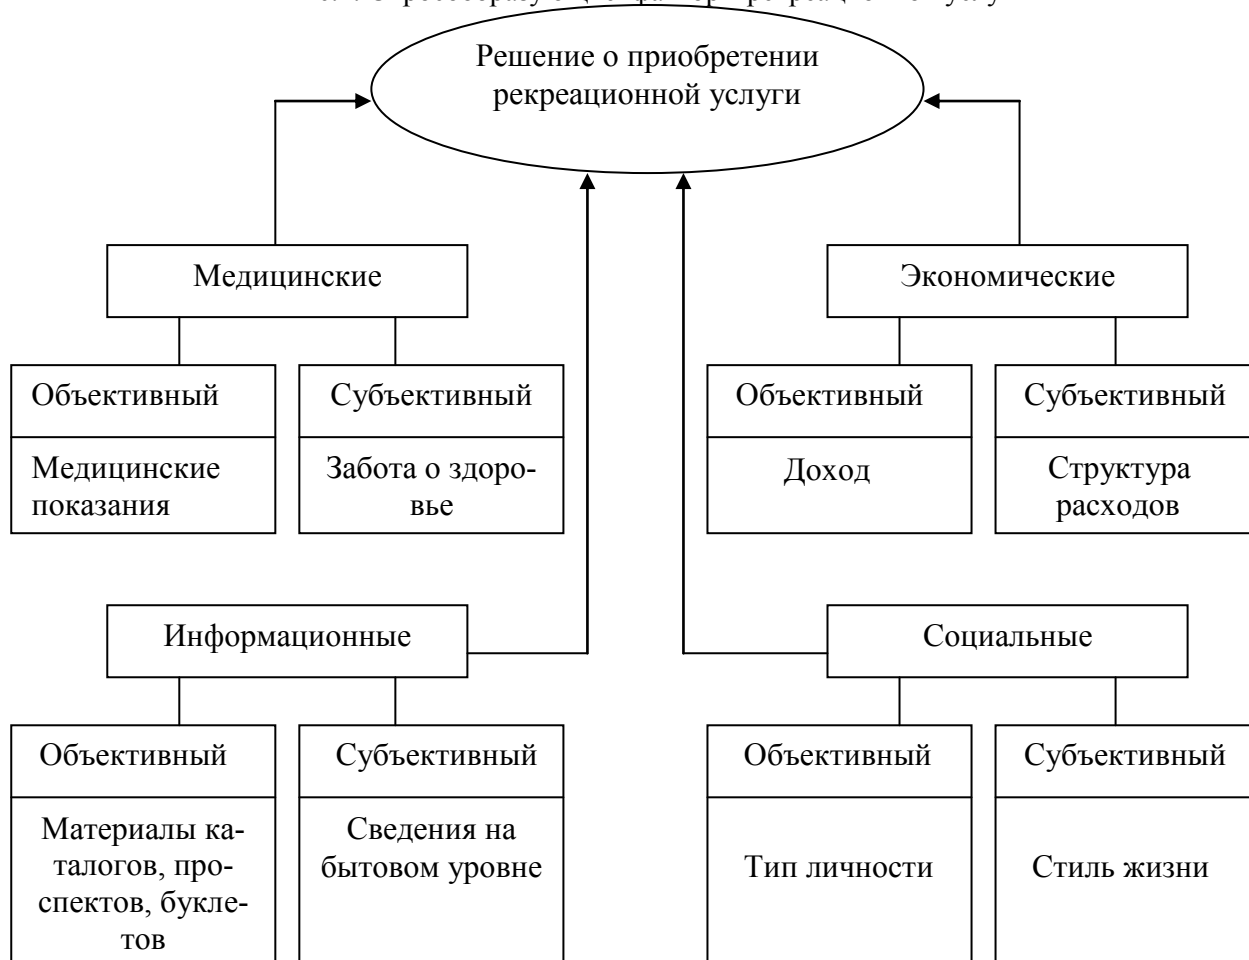 Решение о приобретении
рекреационной услуги
Медицинские
Экономические
Объективный
Субъективный
Объективный
Субъективный
Медицинские
показания
Забота о здоро-
вье
Доход
Структура
расходов
Информационные
Социальные
Объективный
Субъективный
Объективный
Субъективный
Материалы ка-
талогов, про-
спектов, букле-
тов
Сведения на
бытовом уровне
Тип личности
Стиль жизни